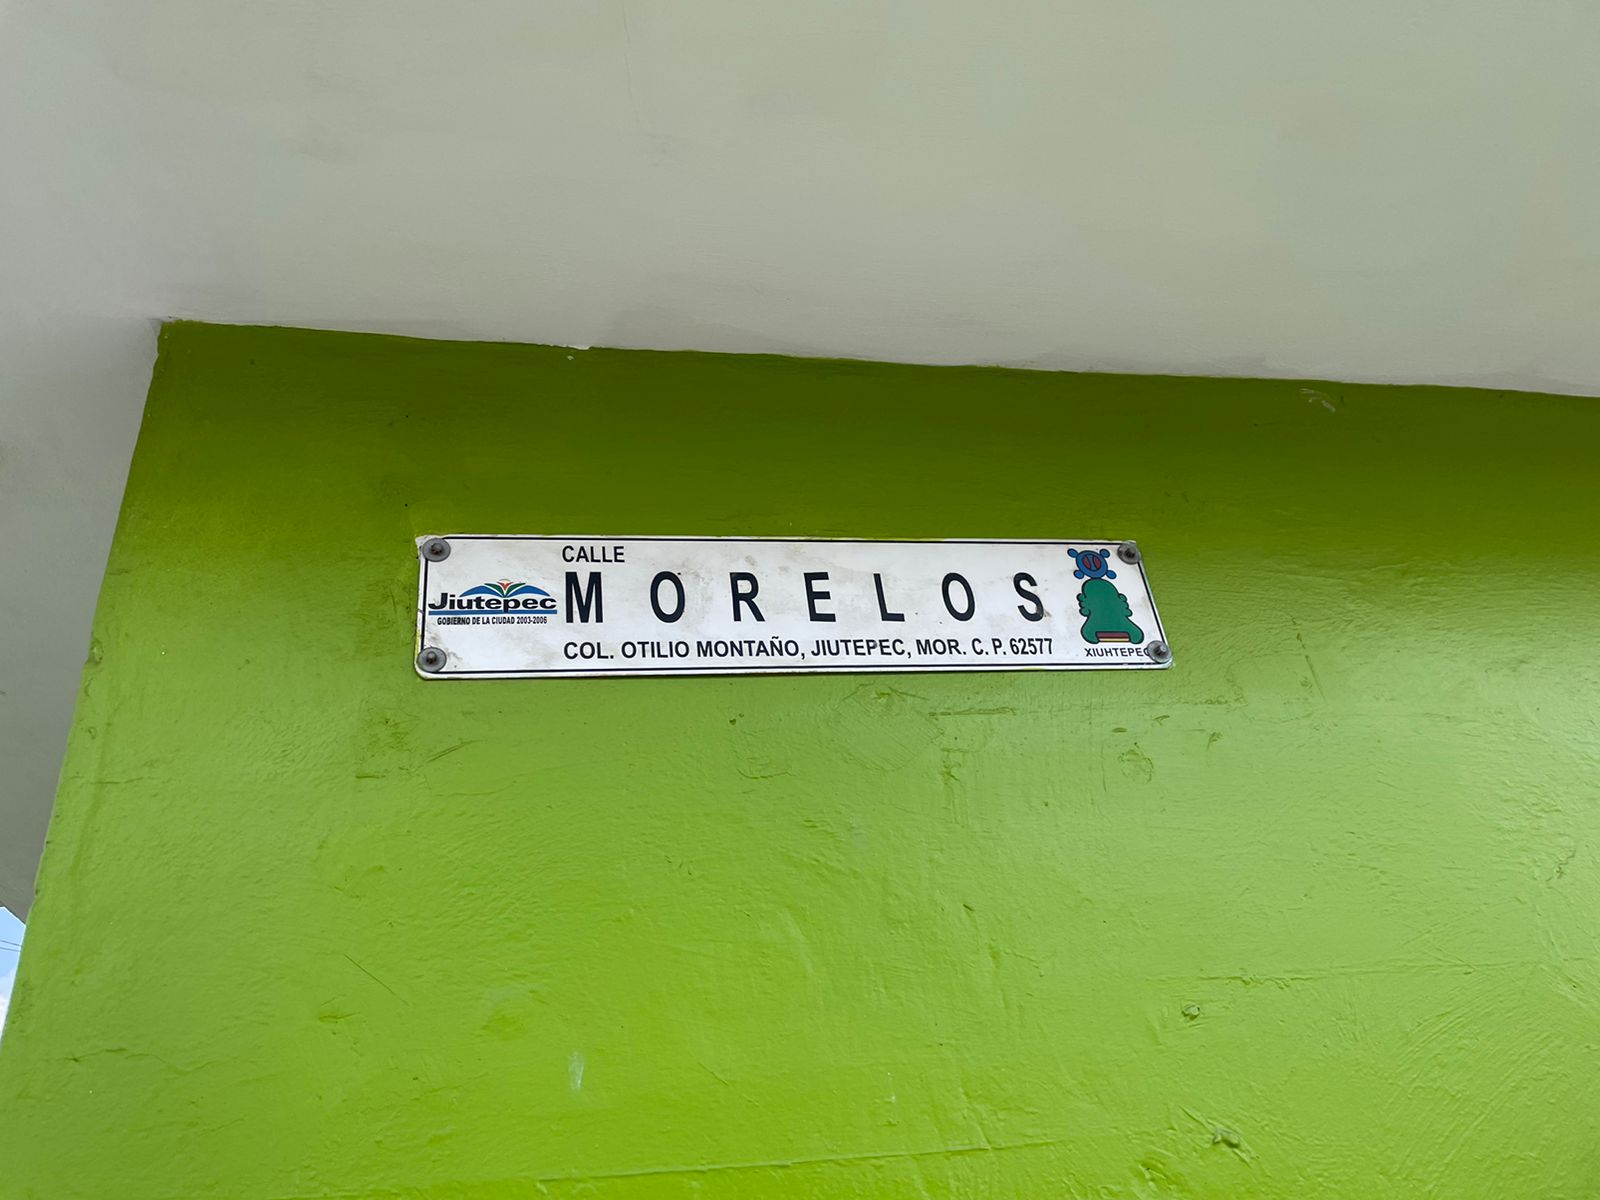 CALLE
MORELOS
Jiutepec
GOBIERNO DE LA CIUDAD 2003-2006
COL. OTILIO MONTAÑO, JIUTEPEC, MOR. C. P. 62577
XIUHTEPEC